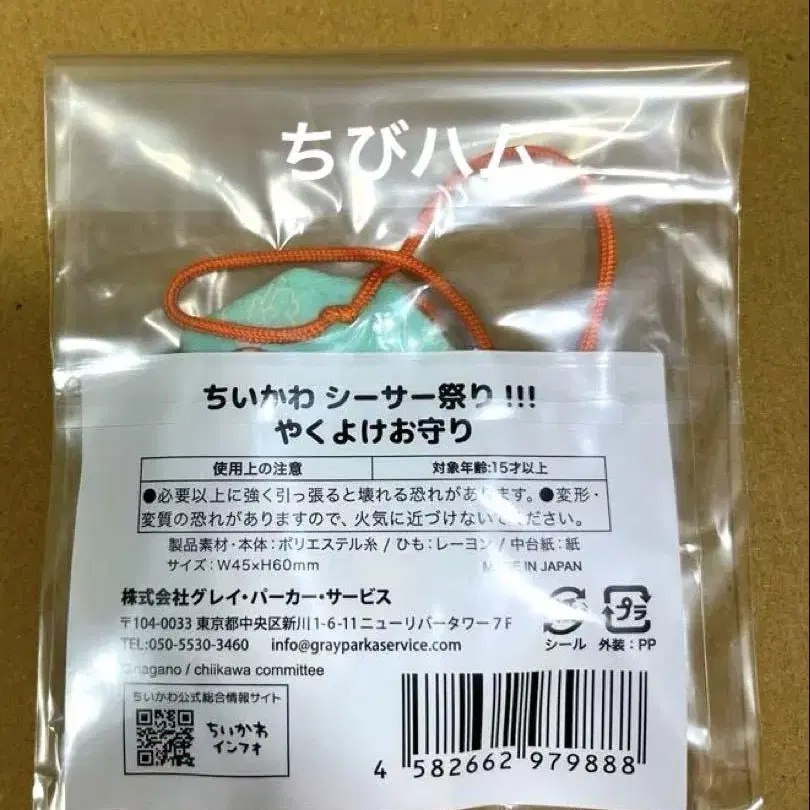 ちびハム
ちいかわ シーサー祭り!!!
やくよけお守り
使用上の注意
対象年齢:15才以上
●必要以上に強く引っ張ると壊れる恐れがあります。●変形・
変質の恐れがありますので、火気に近づけないでください。
製品素材・本体:ポリエステル糸 / ひも:レーヨン / 中台紙:紙
サイズ:W45×H60mm
MADE IN JAPAN
株式会社グレイ・パーカー・サービス
〒104-0033 東京都中央区新川1-6-11 ニューリバータワー7F
TEL:050-5530-3460 info@grayparkaservice.com
プラ
シール
外装:PP
©nagano / chiikawa committee
ちいかわ公式総合情報サイト
ちいかわ
インフォ
4 582662 979888